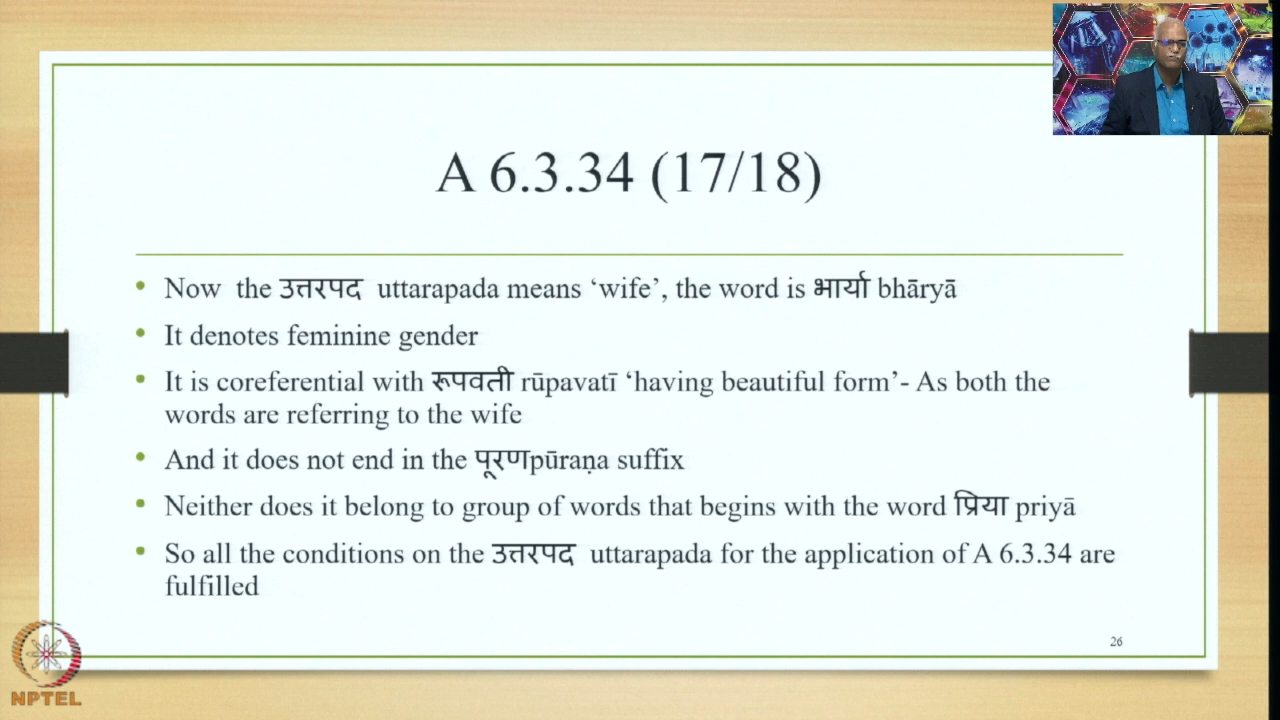 A 6.3.34 (17/18)
• Now the उत्तरपद uttarapada means ‘wife’, the word is भार्या bhāryā
• It denotes feminine gender
• It is coreferential with रूपवती rūpavatī ‘having beautiful form’- As both the
words are referring to the wife
• And it does not end in the पूरणpūraṇa suffix
• Neither does it belong to group of words that begins with the word प्रिया priyā
• So all the conditions on the उत्तरपद uttarapada for the application of A 6.3.34 are
fulfilled
26
NPTEL